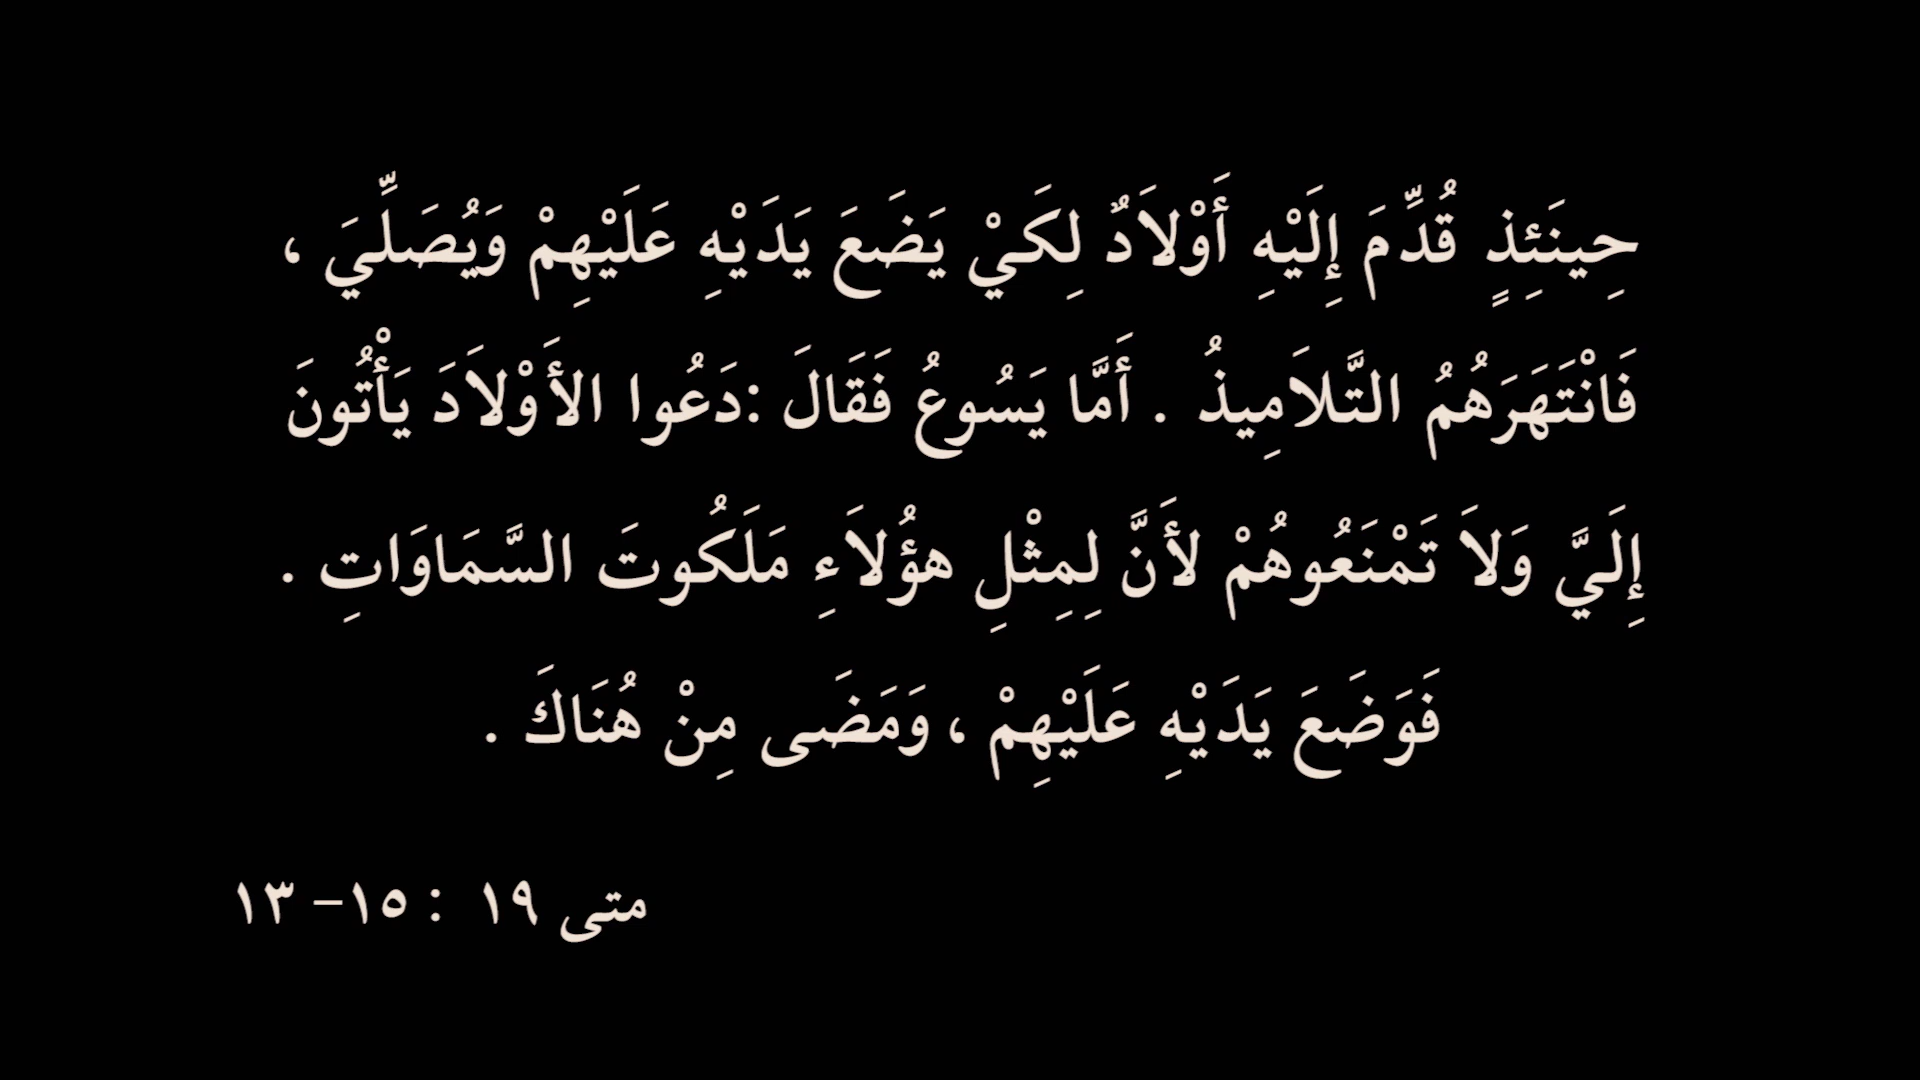 حِينَئِذٍ قُدِّمَ إِلَيْهِ أَوْلاَدٌ لِكَيْ يَضَعَ يَدَيْهِ عَلَيْهِمْ وَيُصَلِّيَ ،
فَانْتَهَرَهُمُ التَّلاَمِيذُ . أَمَّا يَسُوعُ فَقَالَ :دَعُوا الأَوْلاَدَ يَأْتُونَ
إِلَيَّ وَلاَ تَمْنَعُوهُمْ لأَنَّ لِمِثْلِ هؤُلاَءِ مَلَكُوتَ السَّمَاوَاتِ .
فَوَضَعَ يَدَيْهِ عَلَيْهِمْ ، وَمَضَى مِنْ هُنَاكَ .
متى ١٩ : ١٥– ١٣